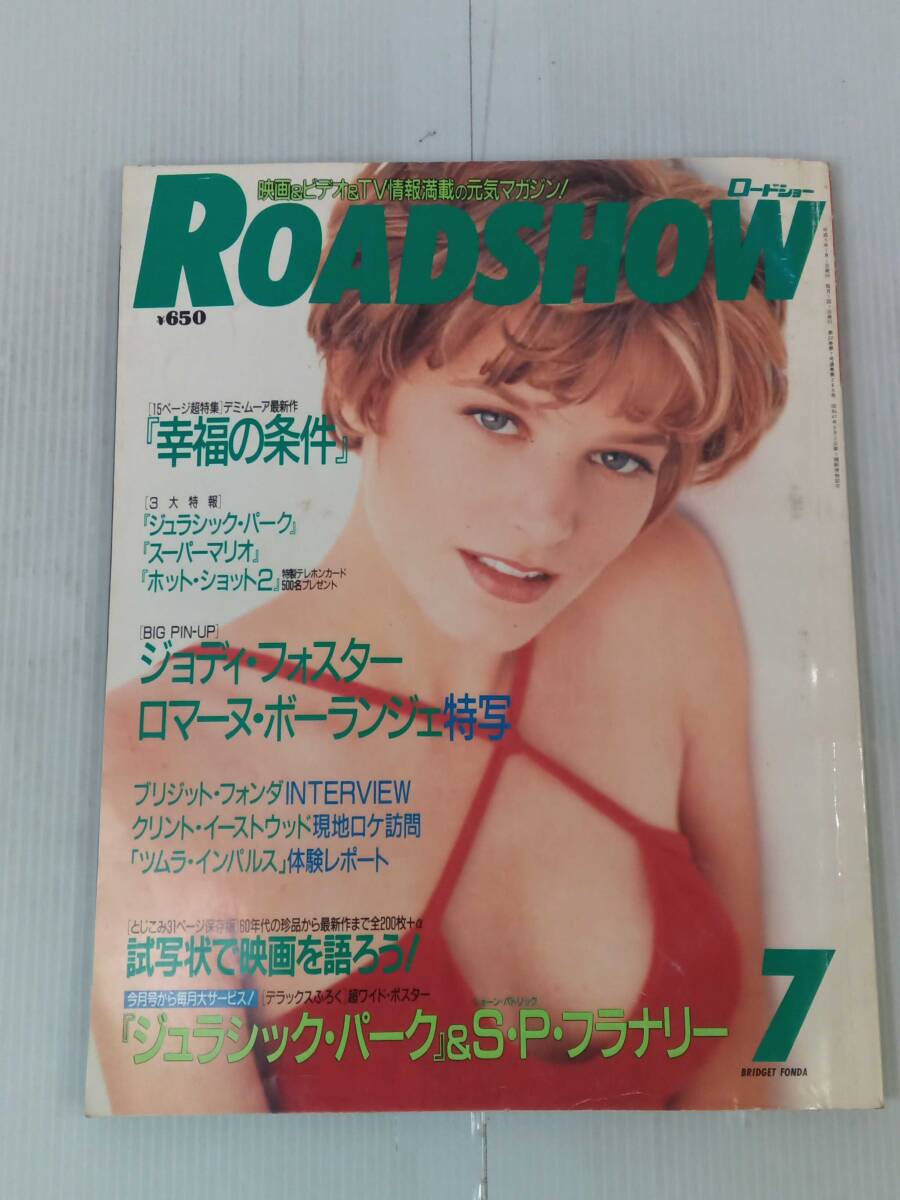 映画&ビデオ&TV情報満載の元気マガジン!
ロードショー
ROADSHOW
¥650
[15ページ超特集]デミ・ムーア最新作
『幸福の条件』
[3大特報]
『ジュラシック・パーク』
『スーパーマリオ』
『ホット・ショット2』特製テレホンカード
500名プレゼント
[BIG PIN-UP]
ジョディ・フォスター
ロマーヌ・ボーランジェ特写
ブリジット・フォンダINTERVIEW
クリント・イーストウッド現地ロケ訪問
「ツムラ・インパルス」体験レポート
[とじこみ31ページ保存版]60年代の珍品から最新作まで全200枚+α
試写状で映画を語ろう!
今月号から毎月大サービス! [デラックスふろく]超ワイド・ポスター
ショーン・パトリック
『ジュラシック・パーク』&S・P・フラナリー
7
BRIDGET FONDA